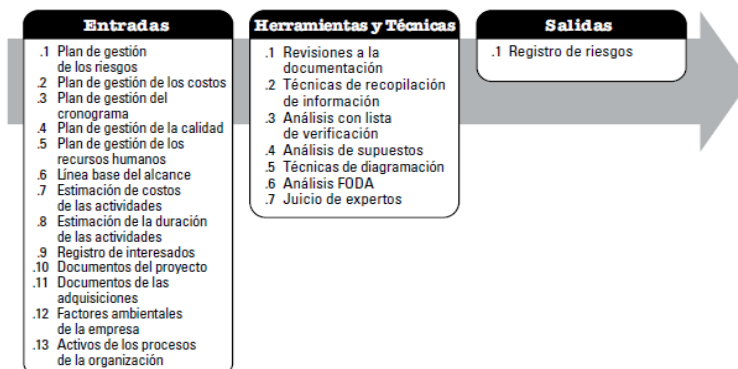 Entradas
.1 Plan de gestión
de los riesgos
.2 Plan de gestión de los costos
.3 Plan de gestión del
cronograma
.4 Plan de gestión de la calidad
.5 Plan de gestión de los
recursos humanos
.6 Línea base del alcance
.7 Estimación de costos
de las actividades
.8 Estimación de la duración
de las actividades
.9 Registro de interesados
.10 Documentos del proyecto
.11 Documentos de las
adquisiciones
.12 Factores ambientales
de la empresa
.13 Activos de los procesos
de la organización
Herramientas y Técnicas
.1 Revisiones a la
documentación
.2 Técnicas de recopilación
de información
.3 Análisis con lista
de verificación
.4 Análisis de supuestos
.5 Técnicas de diagramación
.6 Análisis FODA
.7 Juicio de expertos
Salidas
.1 Registro de riesgos